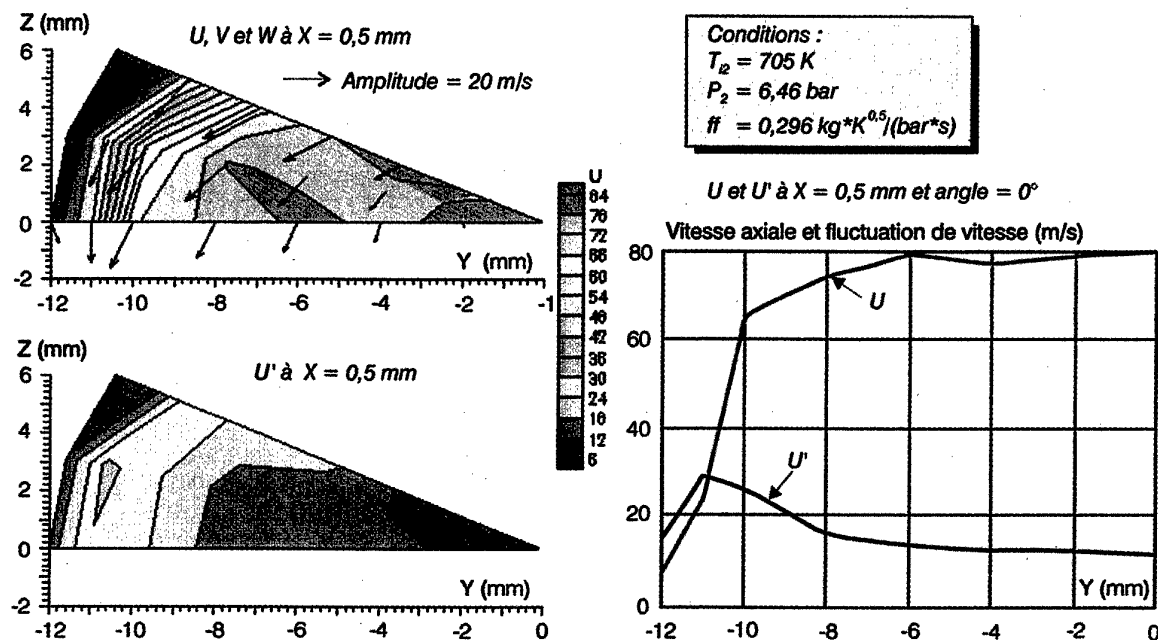 Z (mm)
U, V et W à X = 0,5 mm
Amplitude = 20 m/s
6
4
2
0
-2
Y (mm)
-12
-10
-8
-6
-4
-2
-1
Conditions :
T_i2 = 705 K
P_2 = 6,46 bar
ff = 0,296 kg*K^0,5/(bar*s)
U
84
78
72
66
60
54
48
42
36
30
24
18
12
6
Z (mm)
U' à X = 0,5 mm
6
4
2
0
-2
Y (mm)
-12
-10
-8
-6
-4
-2
0
U et U' à X = 0,5 mm et angle = 0°
Vitesse axiale et fluctuation de vitesse (m/s)
80
60
40
20
0
U
U'
Y (mm)
-12
-10
-8
-6
-4
-2
0